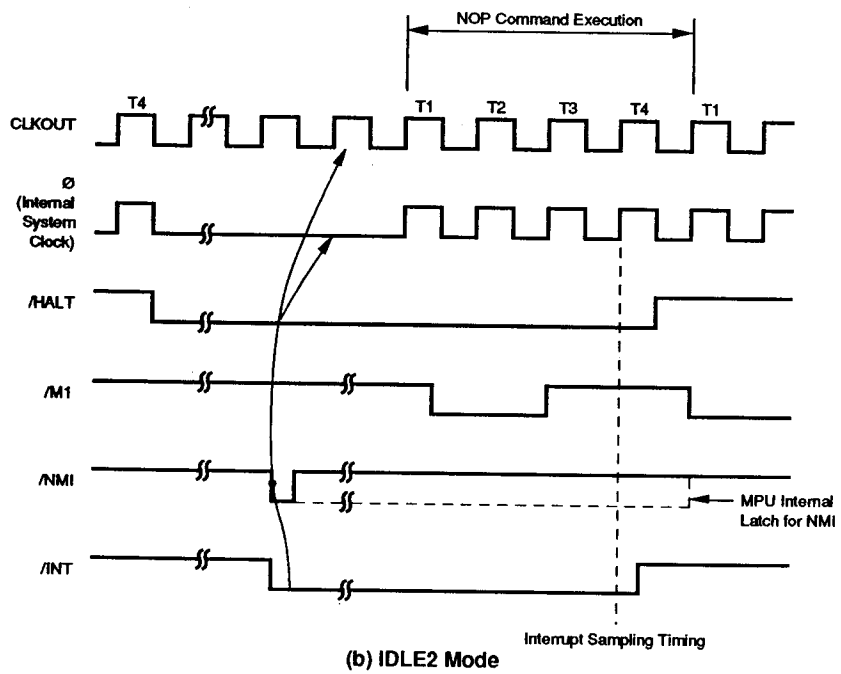 NOP Command Execution
T4
T1
T2
T3
T4
T1
CLKOUT
Ø
(Internal
System
Clock)
/HALT
/M1
/NMI
MPU Internal
Latch for NMI
/INT
Interrupt Sampling Timing
(b) IDLE2 Mode